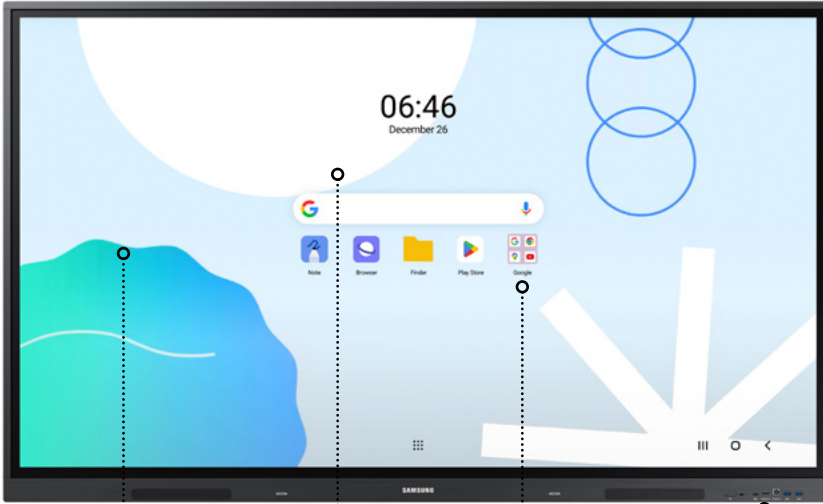 06:46
December 26
Note
Browser
Finder
Play Store
Google
SAMSUNG